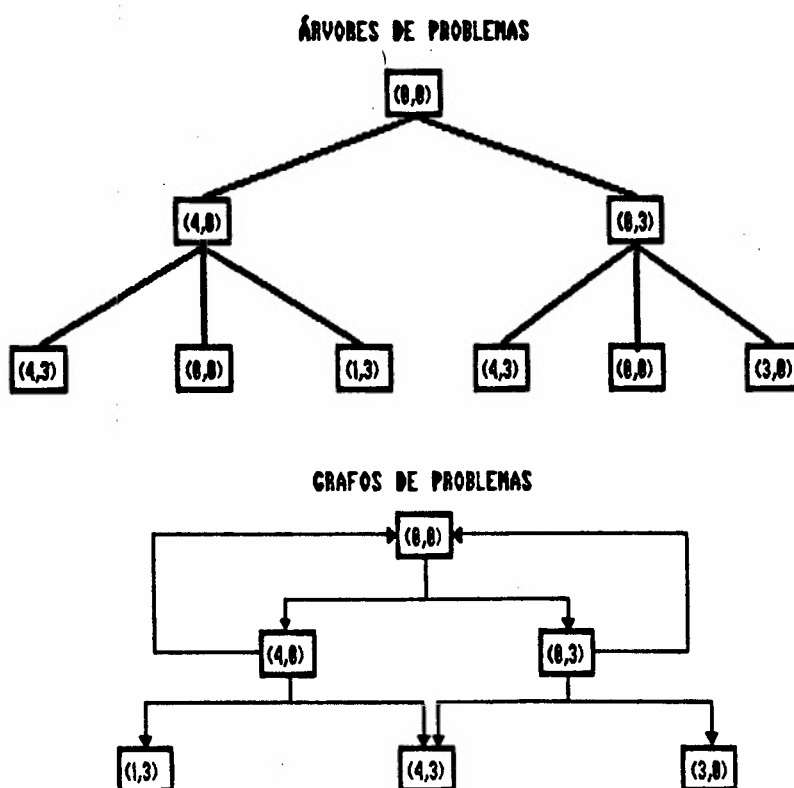 ÁRVORES DE PROBLEMAS
(0,0)
(4,0) (0,3)
(4,3) (0,0) (1,3) (4,3) (0,0) (3,0)
GRAFOS DE PROBLEMAS
(0,0)
(4,0) (0,3)
(1,3) (4,3) (3,0)